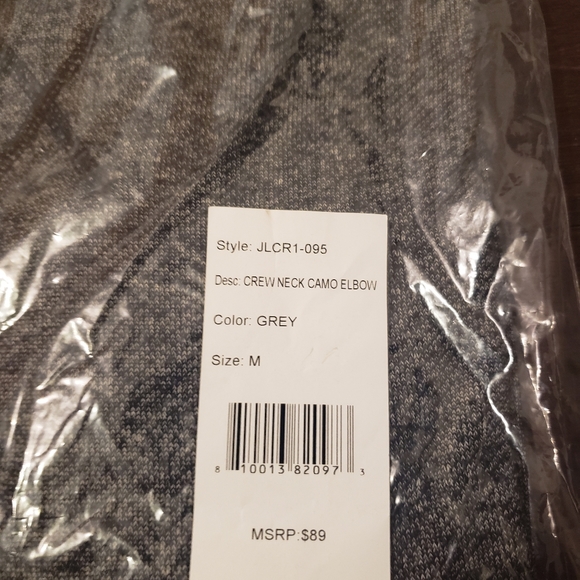 Style: JLCR1-095
Desc: CREW NECK CAMO ELBOW
Color: GREY
Size: M
8 10013 82097 3
MSRP:$89